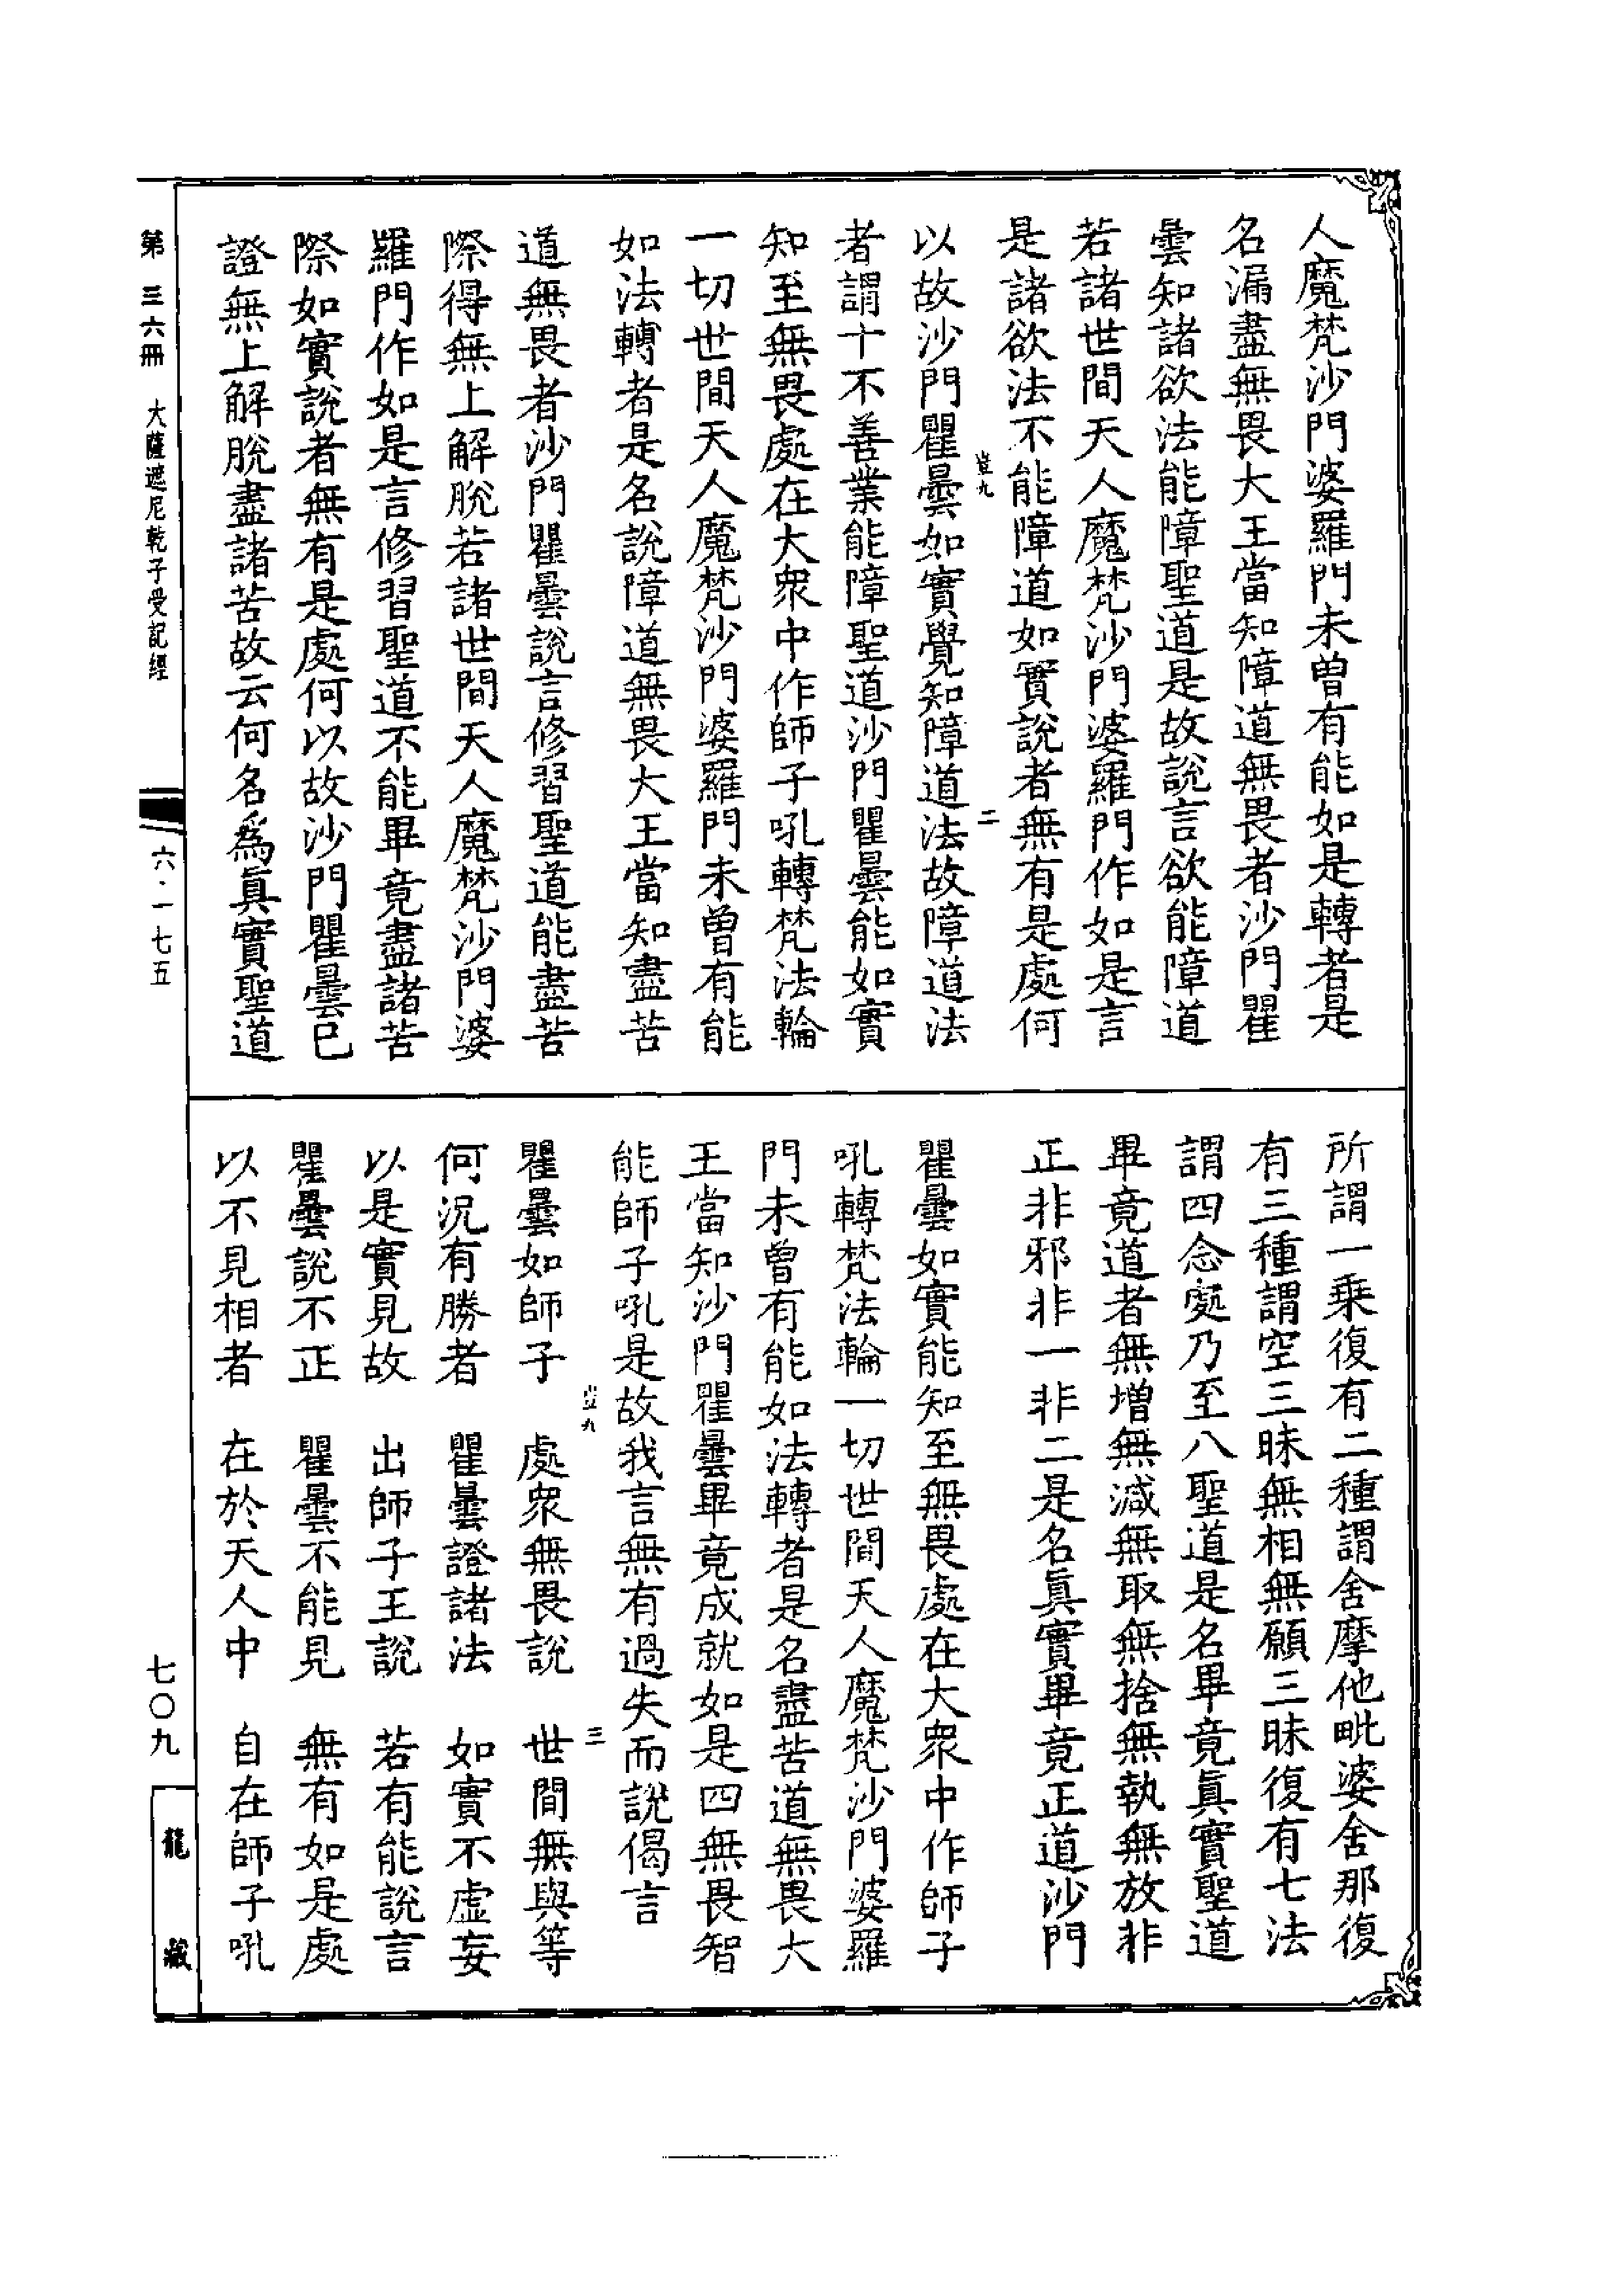 人魔梵沙門婆羅門未曾有能如是轉者是
名漏盡無畏大王當知障道無畏者沙門瞿
曇知諸欲法能障聖道是故說言欲能障道
若諸世間天人魔梵沙門婆羅門作如是言
是諸欲法不能障道如實說者無有是處何
豈九
二
以故沙門瞿曇如實覺知障道法故障道法
者謂十不善業能障聖道沙門瞿曇能如實
知至無畏處在大眾中作師子吼轉梵法輪
一切世間天人魔梵沙門婆羅門未曾有能
如法轉者是名說障道無畏大王當知盡苦
道無畏者沙門瞿曇說言修習聖道能盡苦
際得無上解脫若諸世間天人魔梵沙門婆
羅門作如是言修習聖道不能畢竟盡諸苦
際如實說者無有是處何以故沙門瞿曇已
證無上解脫盡諸苦故云何名為真實聖道
所謂一乘復有二種謂舍摩他毗婆舍那復
有三種謂空三昧無相無願三昧復有七法
謂四念處乃至八聖道是名畢竟真實聖道
畢竟道者無增無減無取無捨無執無放非
正非邪非一非二是名真實畢竟正道沙門
瞿曇如實能知至無畏處在大眾中作師子
吼轉梵法輪一切世間天人魔梵沙門婆羅
門未曾有能如法轉者是名盡苦道無畏大
王當知沙門瞿曇畢竟成就如是四無畏智
能師子吼是故我言無有過失而說偈言
豈九
三
瞿曇如師子　處眾無畏說　世間無與等
何況有勝者　瞿曇證諸法　如實不虛妄
以是實見故　出師子王說　若有能說言
瞿曇說不正　瞿曇不能見　無有如是處
以不見相者　在於天人中　自在師子吼
第三六冊　大薩遮尼乾子受記經
六·一七五
七〇九
龍藏